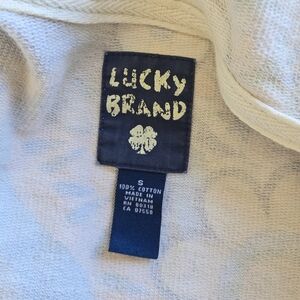 LUCKY
BRAND
S
100% COTTON
MADE IN
VIETNAM
RN 80318
CA 07558